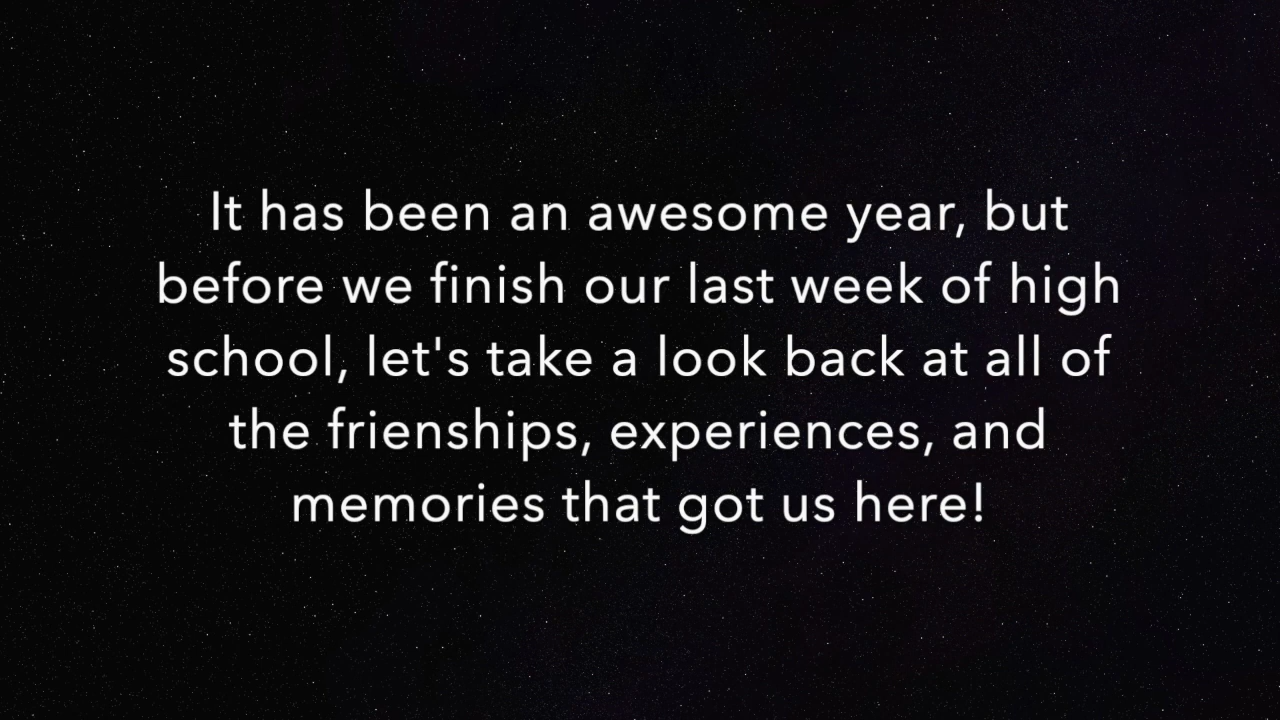 It has been an awesome year, but
before we finish our last week of high
school, let's take a look back at all of
the frienships, experiences, and
memories that got us here!